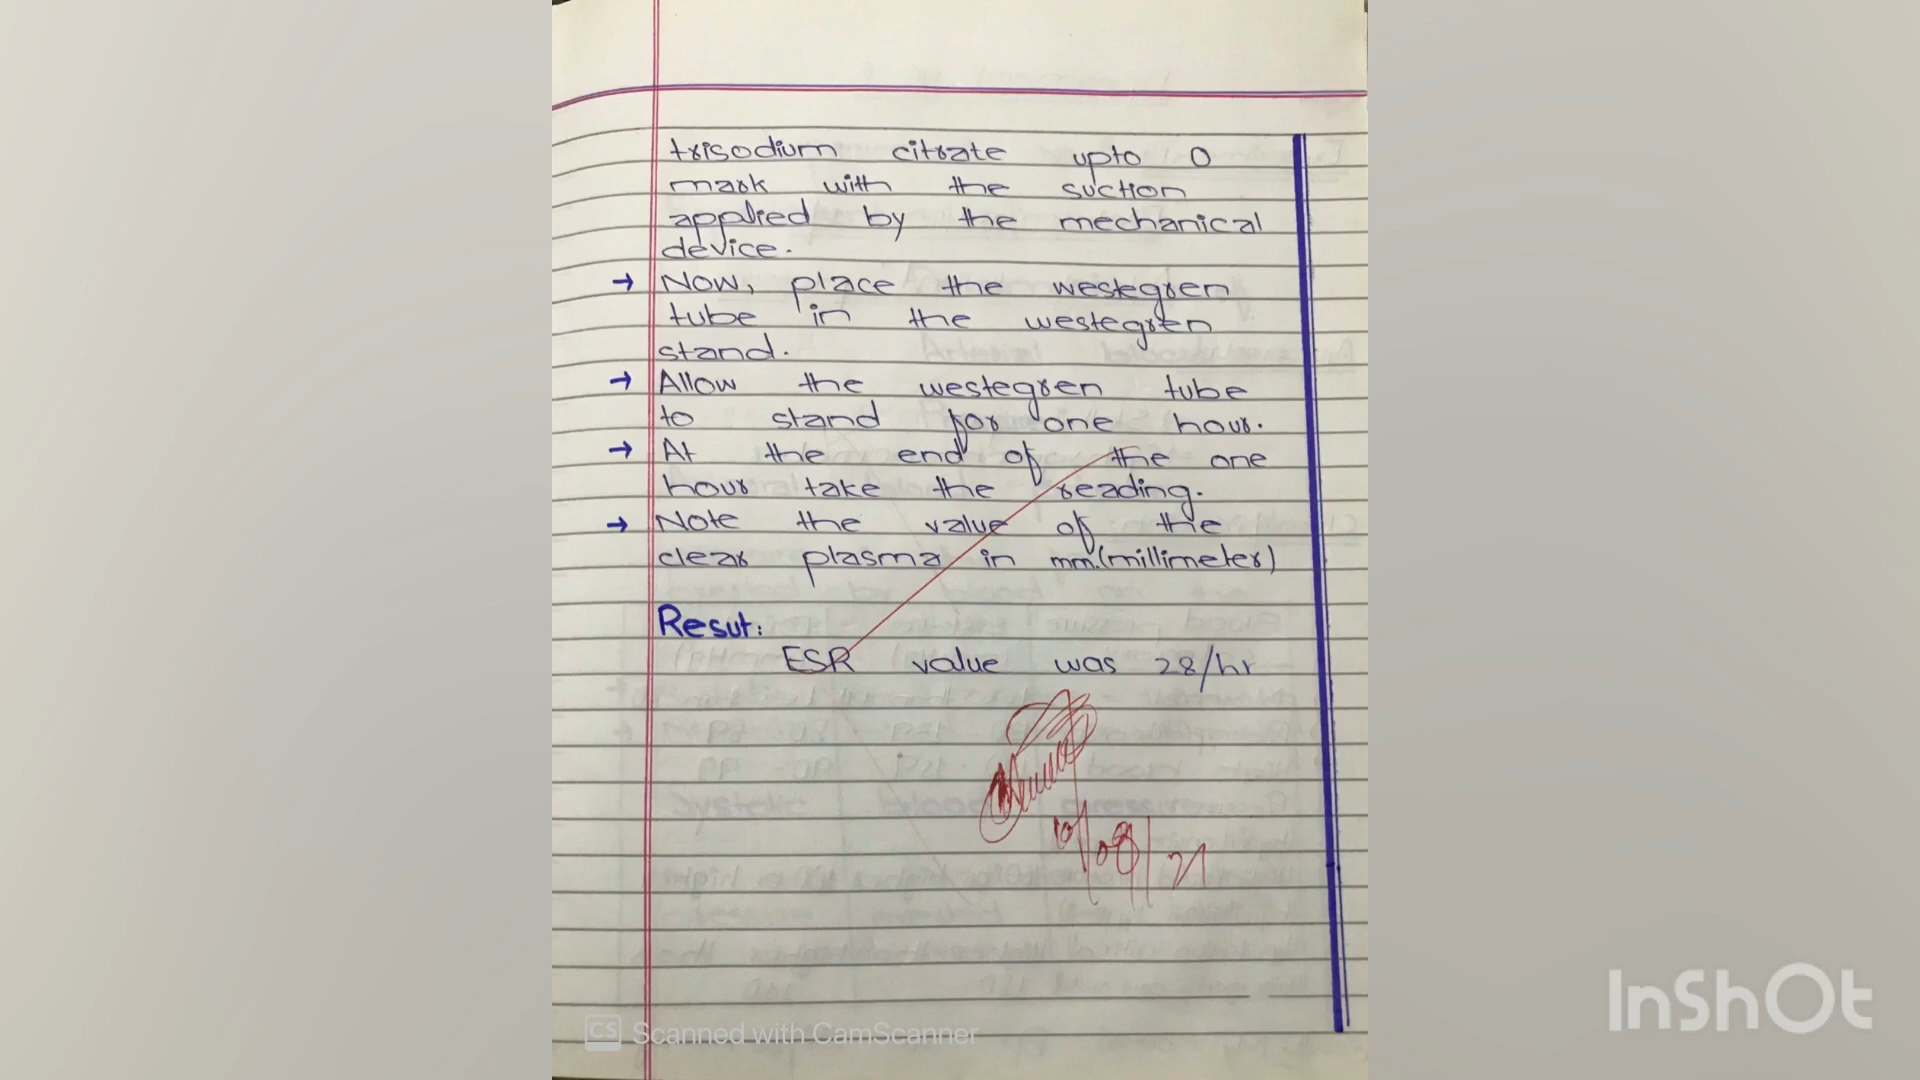 trisodium citrate upto 0
mark with the suction
applied by the mechanical
device.
→ Now, place the westegren
tube in the westegren
stand.
→ Allow the westegren tube
to stand for one hour.
→ At the end of the one
hour take the reading.
→ Note the value of the
clear plasma in mm.(millimeter)
Resut:
ESR value was 28/hr
CS Scanned with CamScanner
InShOt